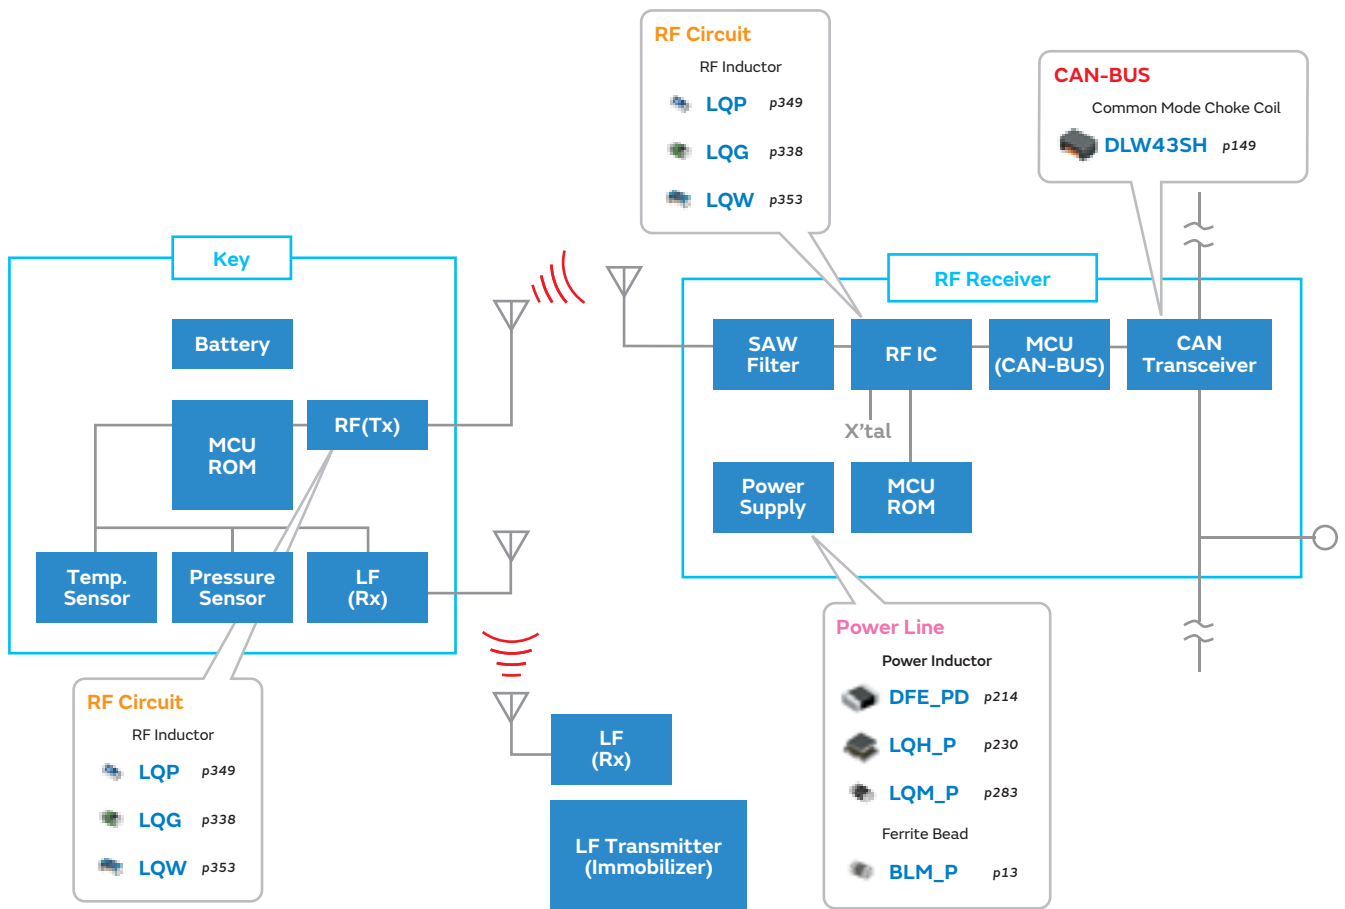 RF Circuit
RF Inductor
LQP p349
LQG p338
LQW p353
CAN-BUS
Common Mode Choke Coil
DLW43SH p149
Key
Battery
MCU
ROM
RF(Tx)
Temp.
Sensor
Pressure
Sensor
LF
(Rx)
RF Receiver
SAW
Filter
RF IC
MCU
(CAN-BUS)
CAN
Transceiver
X'tal
Power
Supply
MCU
ROM
RF Circuit
RF Inductor
LQP p349
LQG p338
LQW p353
LF
(Rx)
LF Transmitter
(Immobilizer)
Power Line
Power Inductor
DFE_PD p214
LQH_P p230
LQM_P p283
Ferrite Bead
BLM_P p13